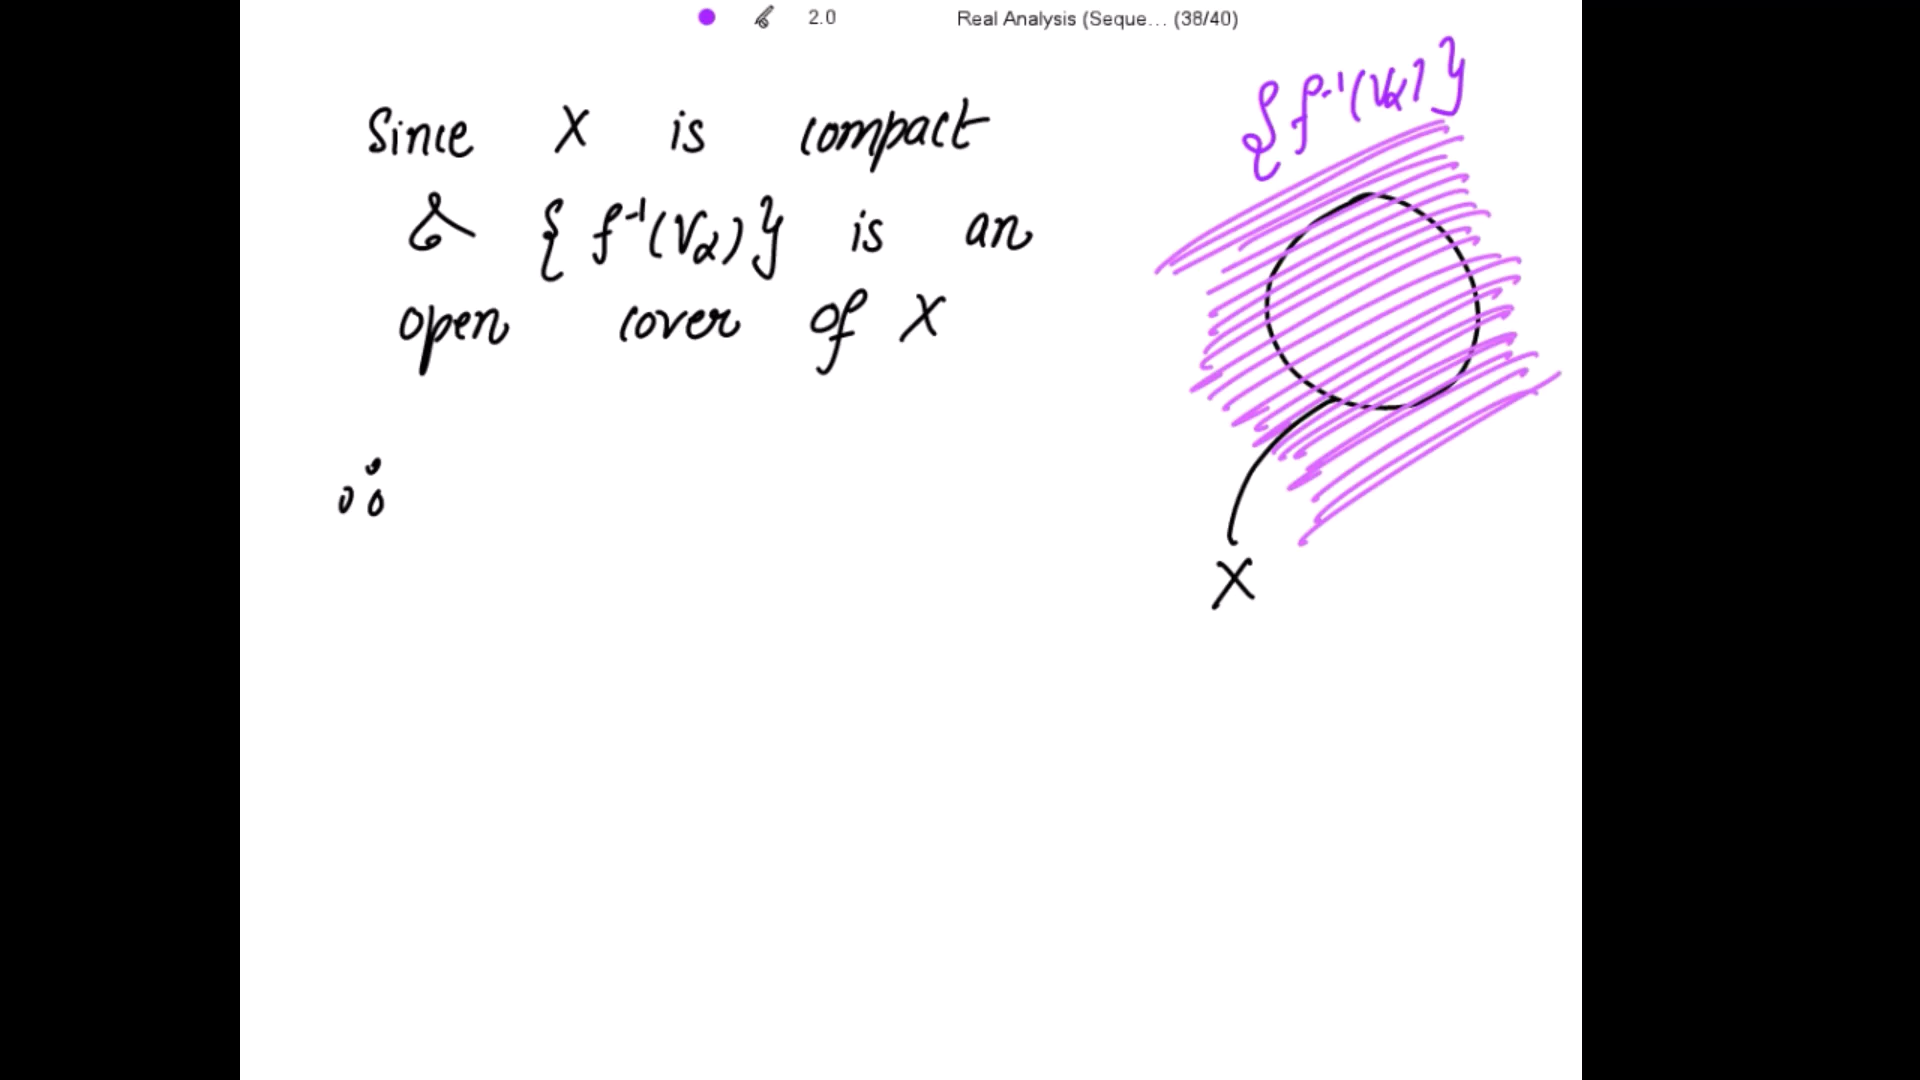 2.0 Real Analysis (Seque... (38/40)
{f⁻¹(Vα)}
Since X is compact
& {f⁻¹(Vα)} is an
open cover of X
∴
X